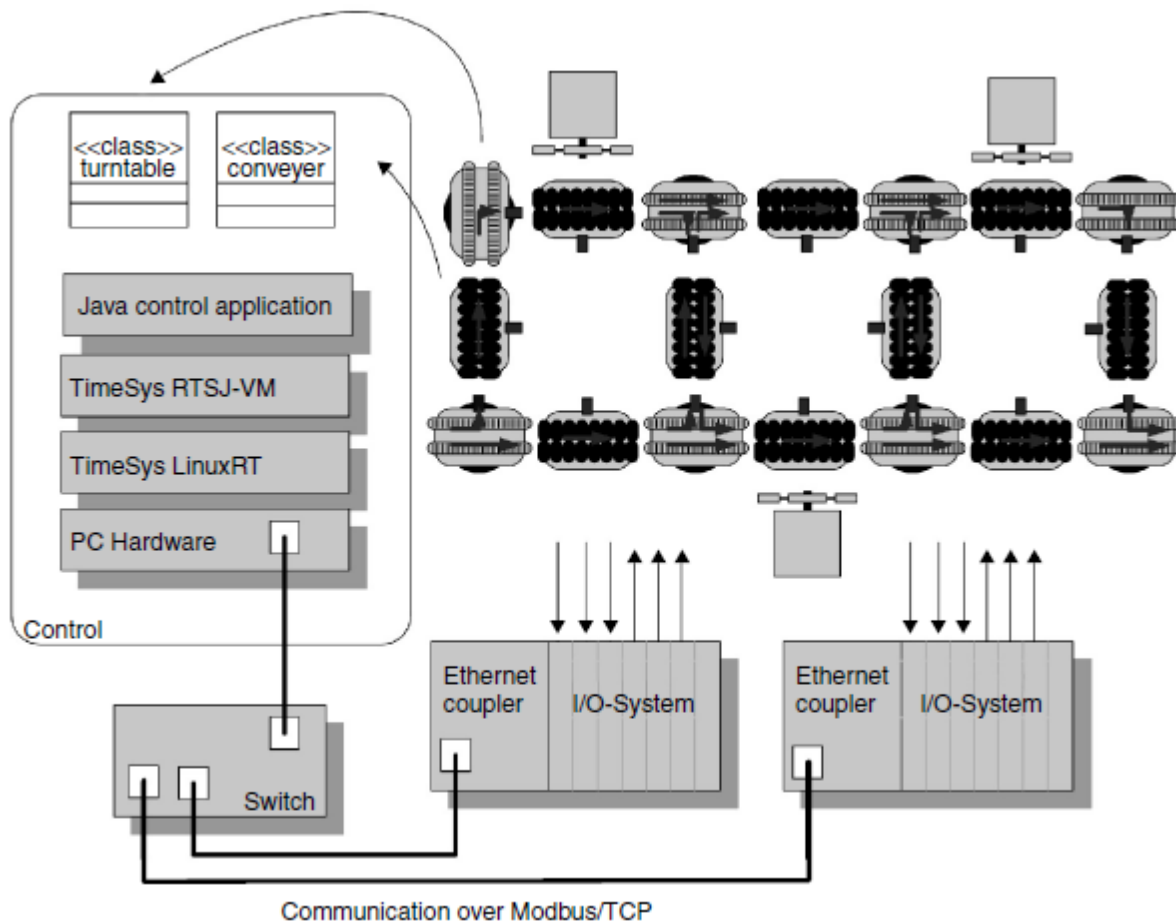 <<class>>
turntable
<<class>>
conveyer
Java control application
TimeSys RTSJ-VM
TimeSys LinuxRT
PC Hardware
Control
Switch
Ethernet
coupler
I/O-System
Ethernet
coupler
I/O-System
Communication over Modbus/TCP